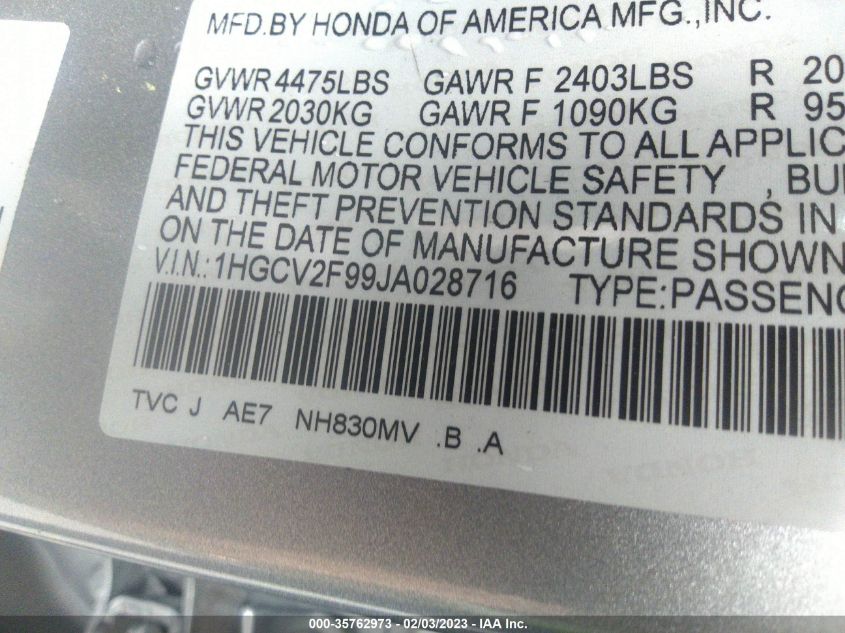 MFD.BY HONDA OF AMERICA MFG.,INC.
GVWR 4475LBS GAWR F 2403LBS R 20
GVWR 2030KG GAWR F 1090KG R 95
THIS VEHICLE CONFORMS TO ALL APPLIC
FEDERAL MOTOR VEHICLE SAFETY , BU
AND THEFT PREVENTION STANDARDS IN
ON THE DATE OF MANUFACTURE SHOWN
V.I.N.: 1HGCV2F99JA028716 TYPE:PASSENG
TVC J AE7 NH830MV .B .A
HONDA
000-35762973 - 02/03/2023 - IAA Inc.